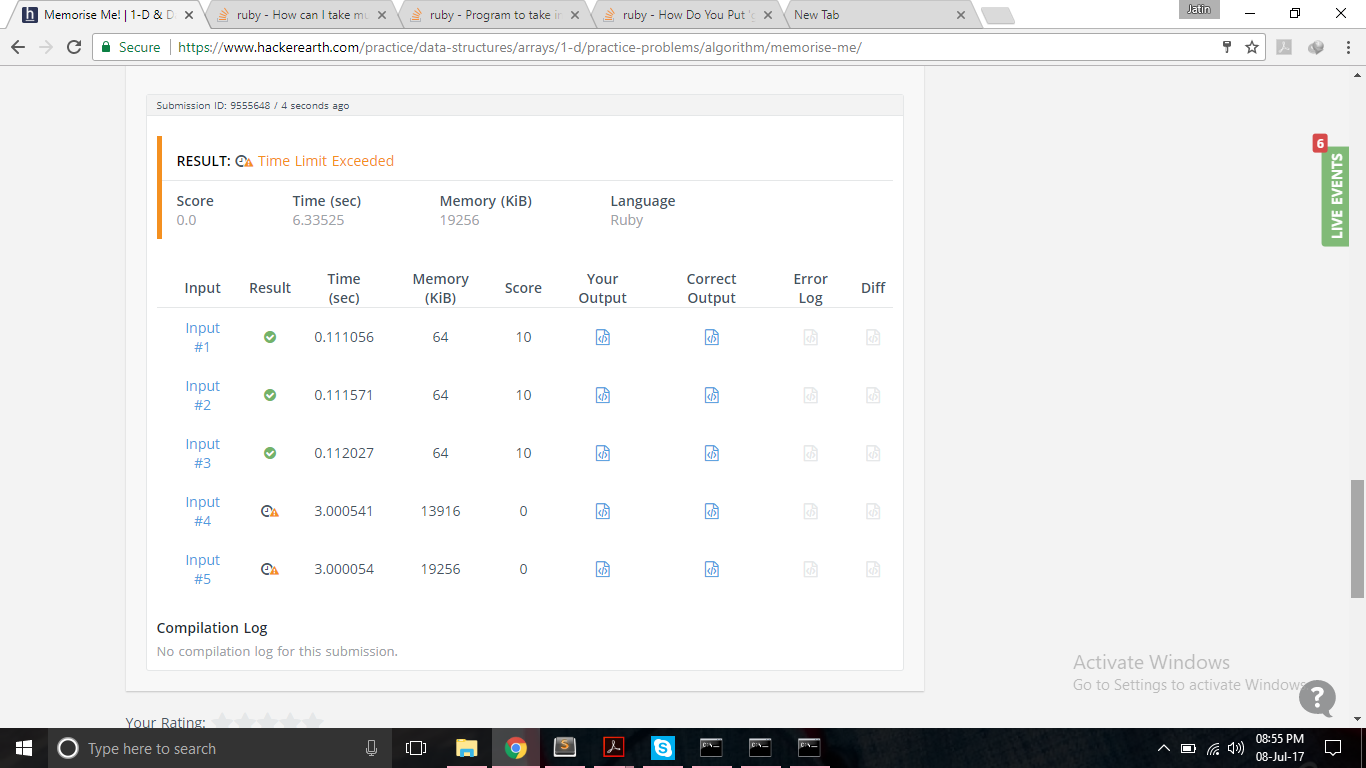 Memorise Me! | 1-D & D
ruby - How can I take mu
ruby - Program to take in
ruby - How Do You Put 'g
New Tab
Jatin
Secure
https://www.hackerearth.com/practice/data-structures/arrays/1-d/practice-problems/algorithm/memorise-me/
Submission ID: 9555648 / 4 seconds ago
RESULT: Time Limit Exceeded
Score Time (sec) Memory (KiB) Language
0.0 6.33525 19256 Ruby
Input Result Time (sec) Memory (KiB) Score Your Output Correct Output Error Log Diff
Input #1 0.111056 64 10
Input #2 0.111571 64 10
Input #3 0.112027 64 10
Input #4 3.000541 13916 0
Input #5 3.000054 19256 0
Compilation Log
No compilation log for this submission.
Your Rating:
6
LIVE EVENTS
Activate Windows
Go to Settings to activate Windows
?
Type here to search
08:55 PM
08-Jul-17